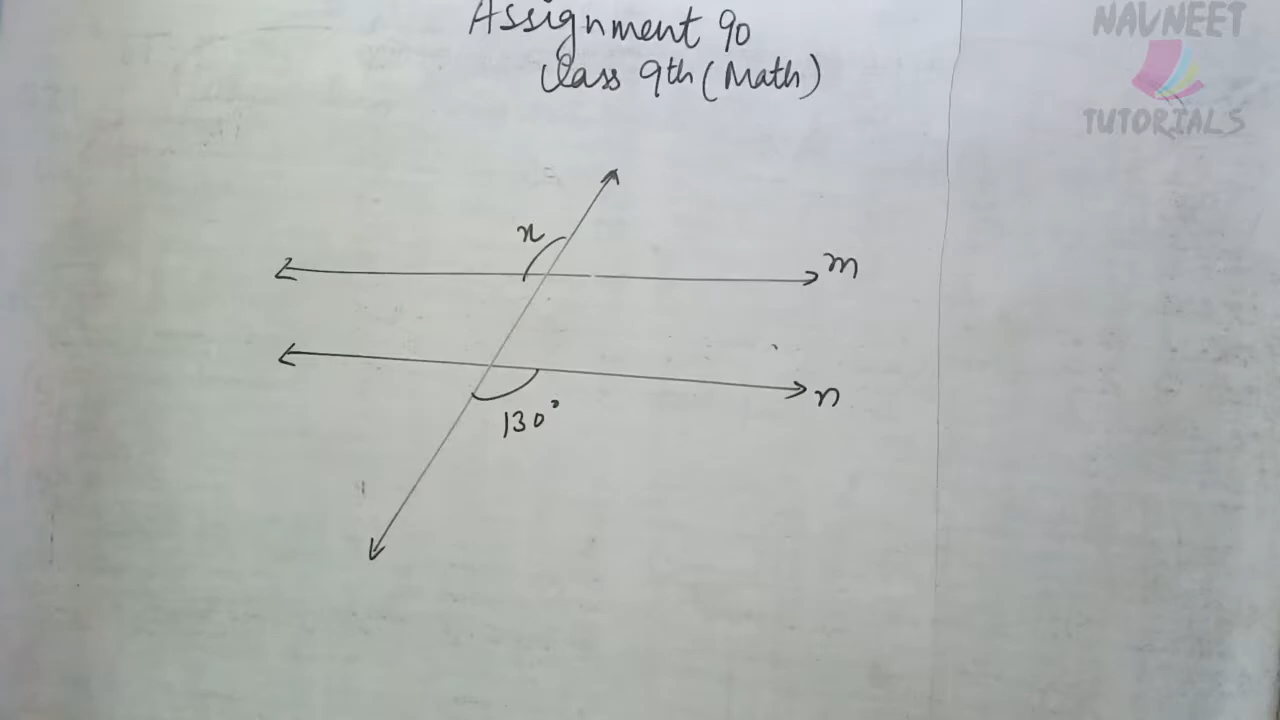 Assignment 90
Class 9th (Math)
NAVNEET
TUTORIALS
x
m
n
130°